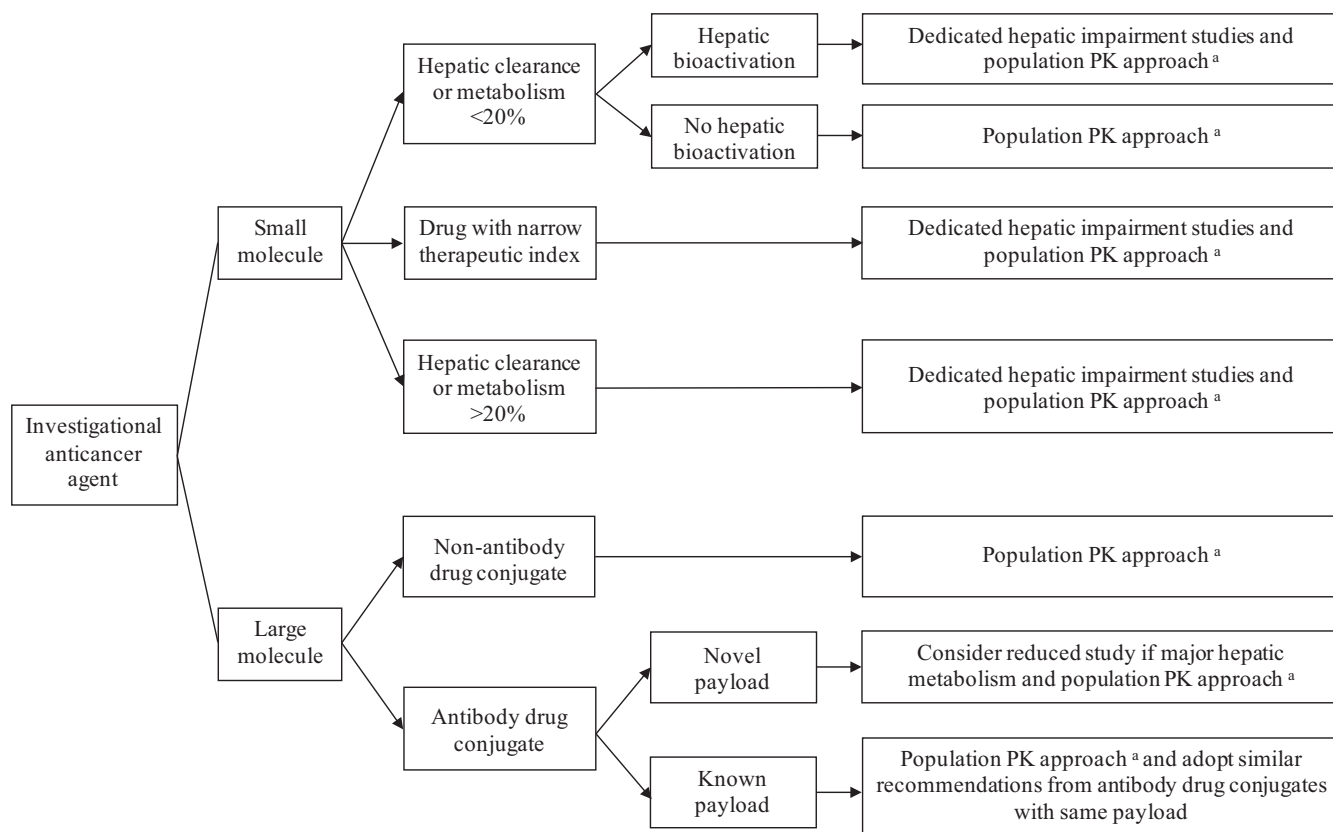 Investigational
anticancer
agent
Small
molecule
Hepatic clearance
or metabolism
<20%
Hepatic
bioactivation
Dedicated hepatic impairment studies and
population PK approach ᵃ
No hepatic
bioactivation
Population PK approach ᵃ
Drug with narrow
therapeutic index
Dedicated hepatic impairment studies and
population PK approach ᵃ
Hepatic clearance
or metabolism
>20%
Dedicated hepatic impairment studies and
population PK approach ᵃ
Large
molecule
Non-antibody
drug conjugate
Population PK approach ᵃ
Antibody drug
conjugate
Novel
payload
Consider reduced study if major hepatic
metabolism and population PK approach ᵃ
Known
payload
Population PK approach ᵃ and adopt similar
recommendations from antibody drug conjugates
with same payload